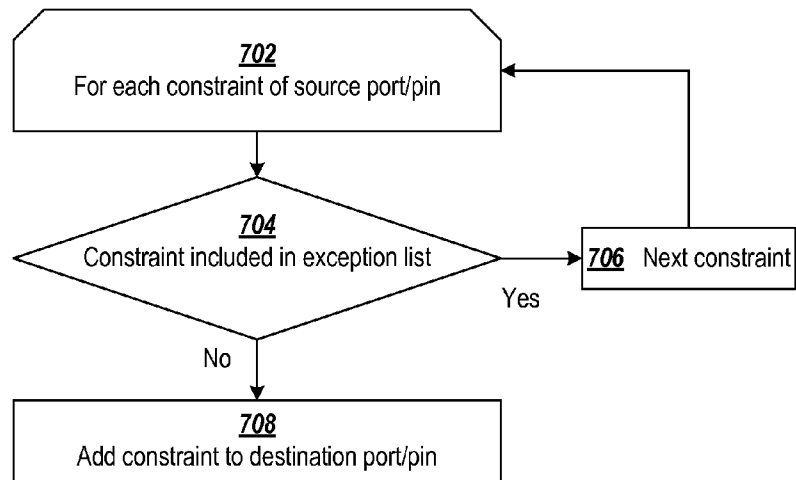 702
For each constraint of source port/pin
704
Constraint included in exception list
706 Next constraint
Yes
No
708
Add constraint to destination port/pin